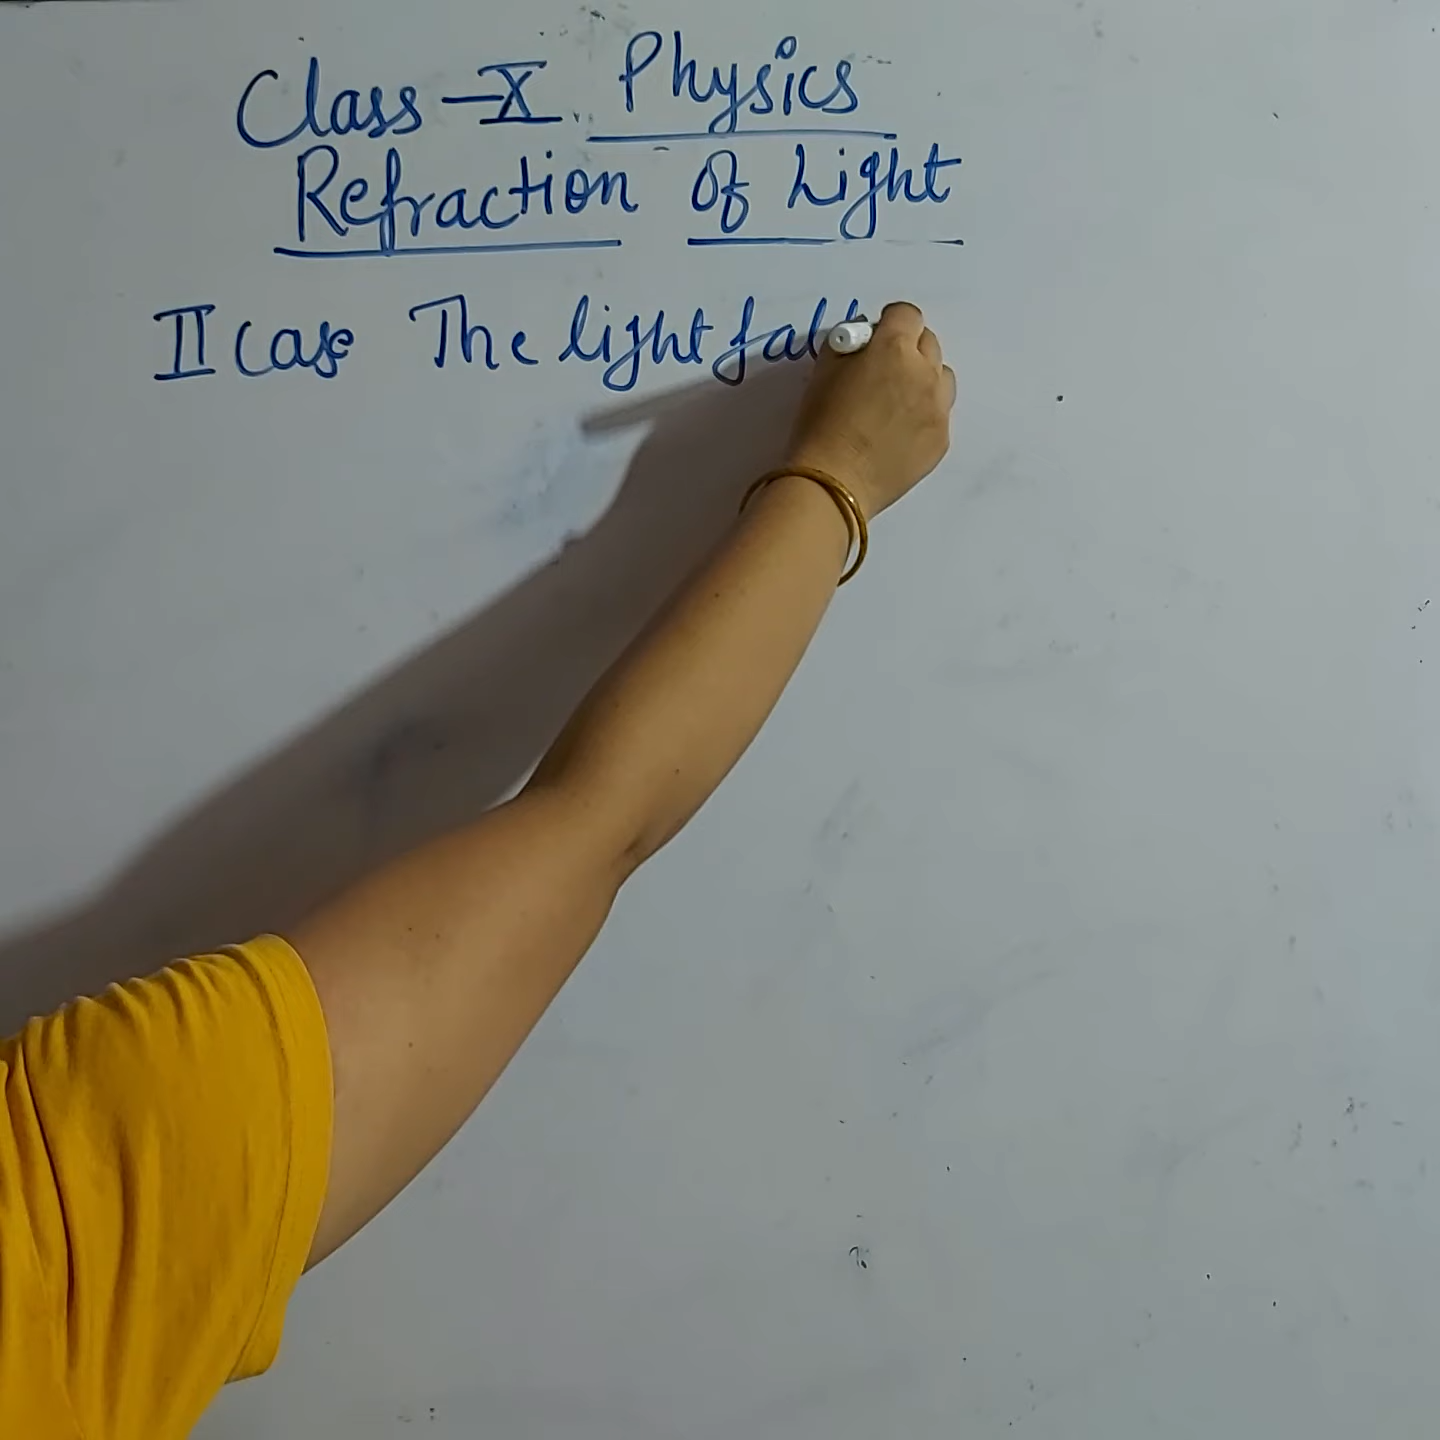 Class - X Physics
Refraction of Light
II case The light fall